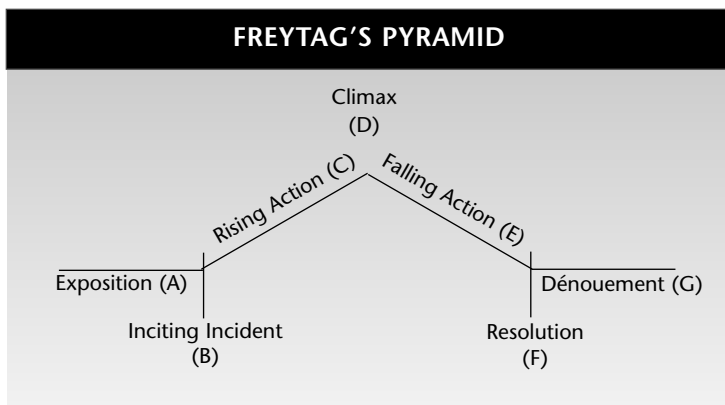 FREYTAG’S PYRAMID
Climax
(D)
Rising Action (C)
Falling Action (E)
Exposition (A)
Dénouement (G)
Inciting Incident
(B)
Resolution
(F)